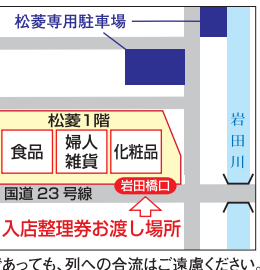 松菱専用駐車場
松菱1階
食品
婦人
雑貨
化粧品
岩田川
岩田橋口
国道23号線
入店整理券お渡し場所
あっても、列への合流はご遠慮ください。